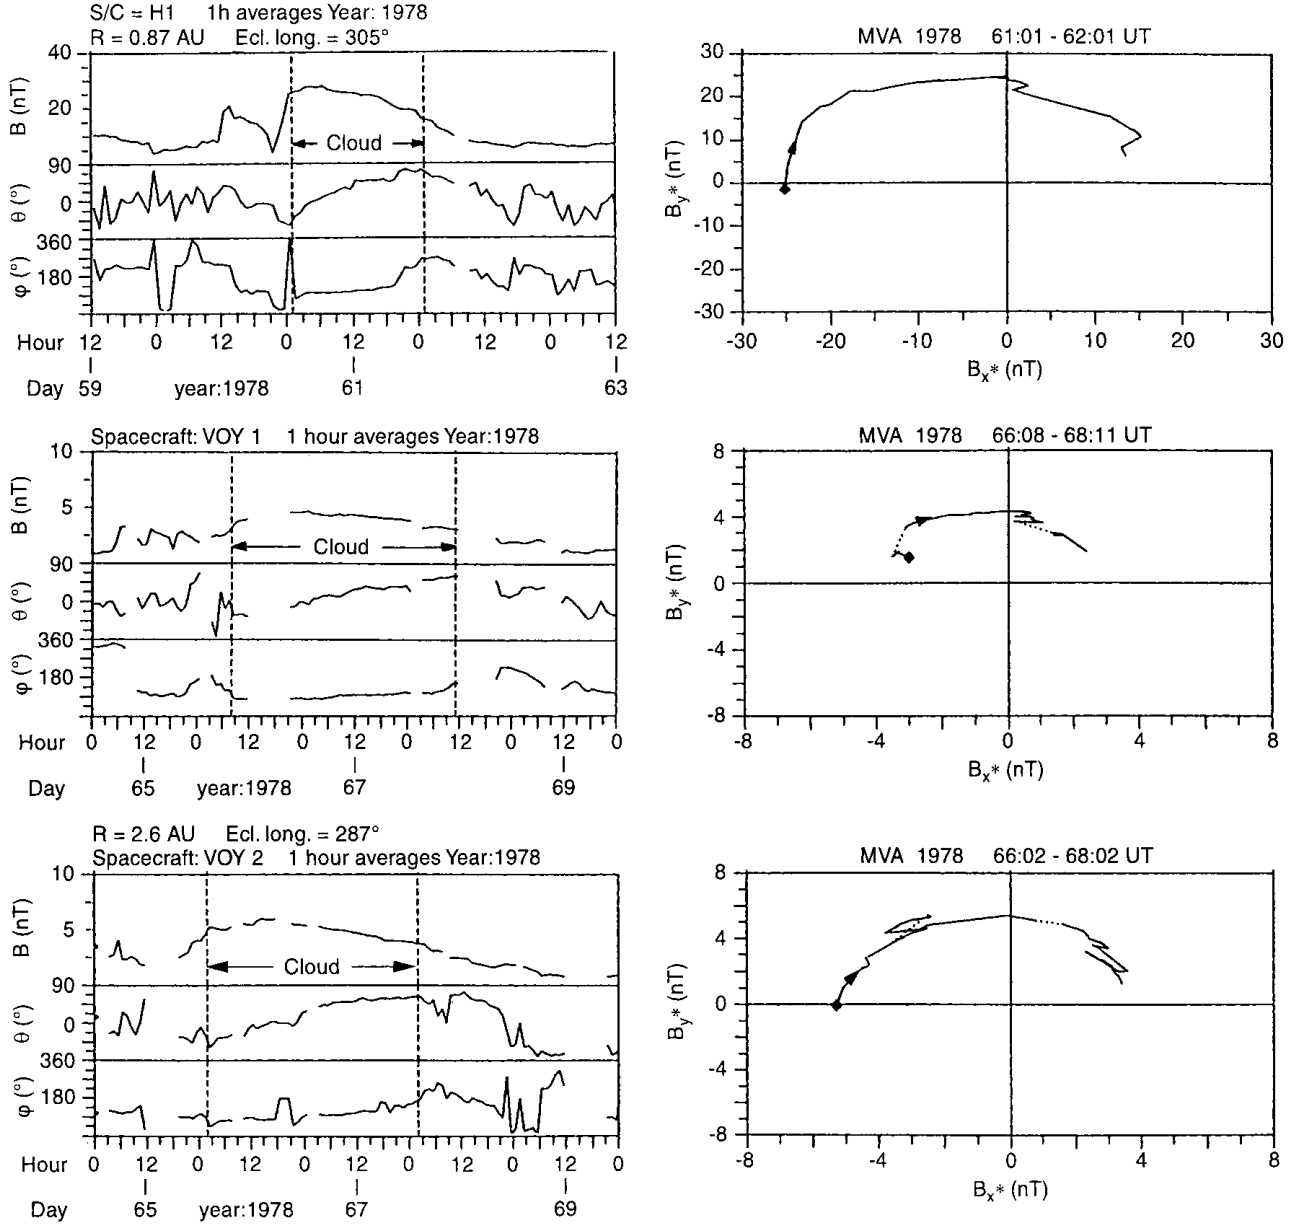 S/C = H1 1h averages Year: 1978
R = 0.87 AU Ecl. long. = 305°
MVA 1978 61:01 - 62:01 UT
40
20
B (nT)
Cloud
90
0
θ (°)
360
180
φ (°)
Hour 12 0 12 0 12 0 12 0 12
Day 59 year:1978 61 63
30
20
10
0
-10
-20
-30
By* (nT)
-30 -20 -10 0 10 20 30
Bx* (nT)
Spacecraft: VOY 1 1 hour averages Year:1978
MVA 1978 66:08 - 68:11 UT
10
5
B (nT)
Cloud
90
0
θ (°)
360
180
φ (°)
Hour 0 12 0 12 0 12 0 12 0 12 0
Day 65 year:1978 67 69
8
4
0
-4
-8
By* (nT)
-8 -4 0 4 8
Bx* (nT)
R = 2.6 AU Ecl. long. = 287°
Spacecraft: VOY 2 1 hour averages Year:1978
MVA 1978 66:02 - 68:02 UT
10
5
B (nT)
Cloud
90
0
θ (°)
360
180
φ (°)
Hour 0 12 0 12 0 12 0 12 0 12 0
Day 65 year:1978 67 69
8
4
0
-4
-8
By* (nT)
-8 -4 0 4 8
Bx* (nT)